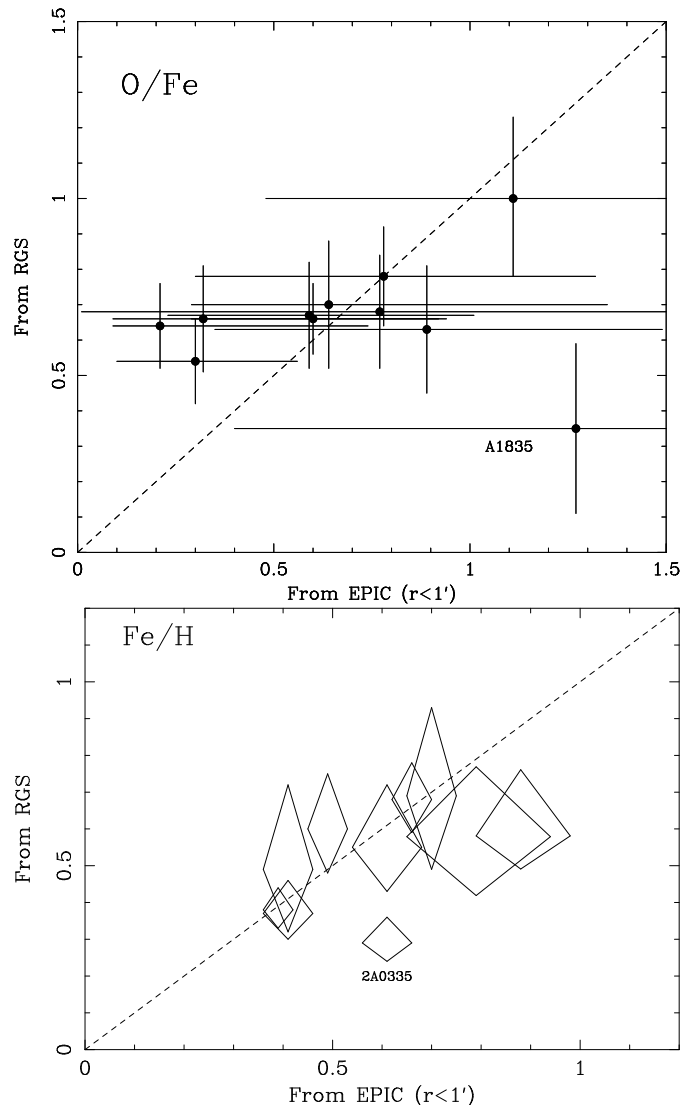 1.5
O/Fe
1
From RGS
0.5
A1835
0
0 0.5 1 1.5
From EPIC (r<1')
Fe/H
1
From RGS
0.5
2A0335
0
0 0.5 1
From EPIC (r<1')